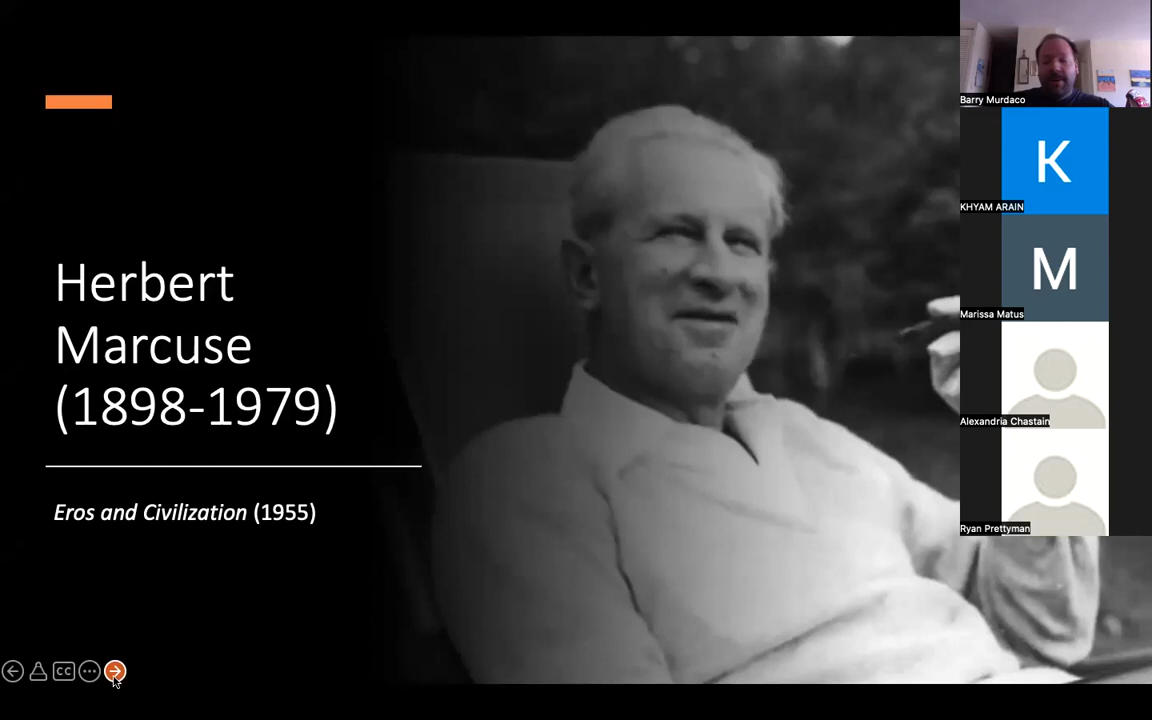 Herbert
Marcuse
(1898-1979)
Eros and Civilization (1955)
CC
Barry Murdaco
K
KHYAM ARAIN
M
Marissa Matus
Alexandria Chastain
Ryan Prettyman